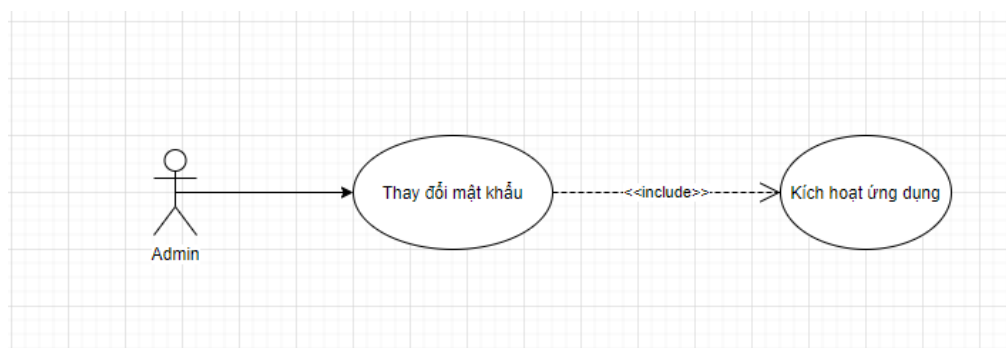 Thay đổi mật khẩu
<<include>>
Kích hoạt ứng dụng
Admin